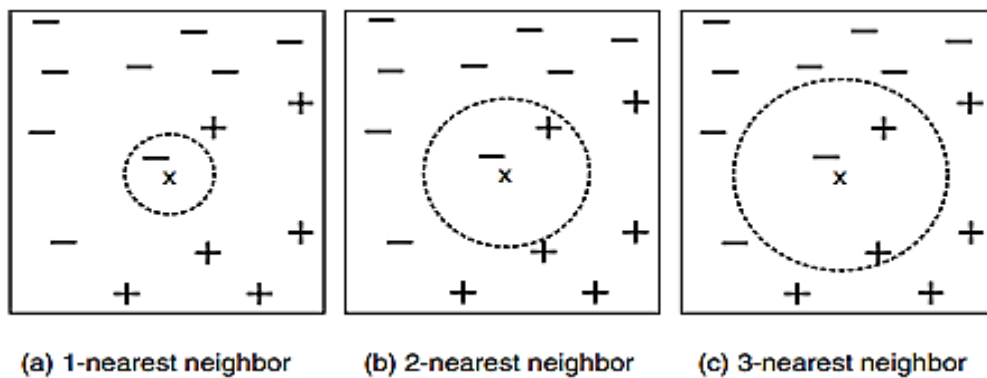 x
x
x
(a) 1-nearest neighbor
(b) 2-nearest neighbor
(c) 3-nearest neighbor